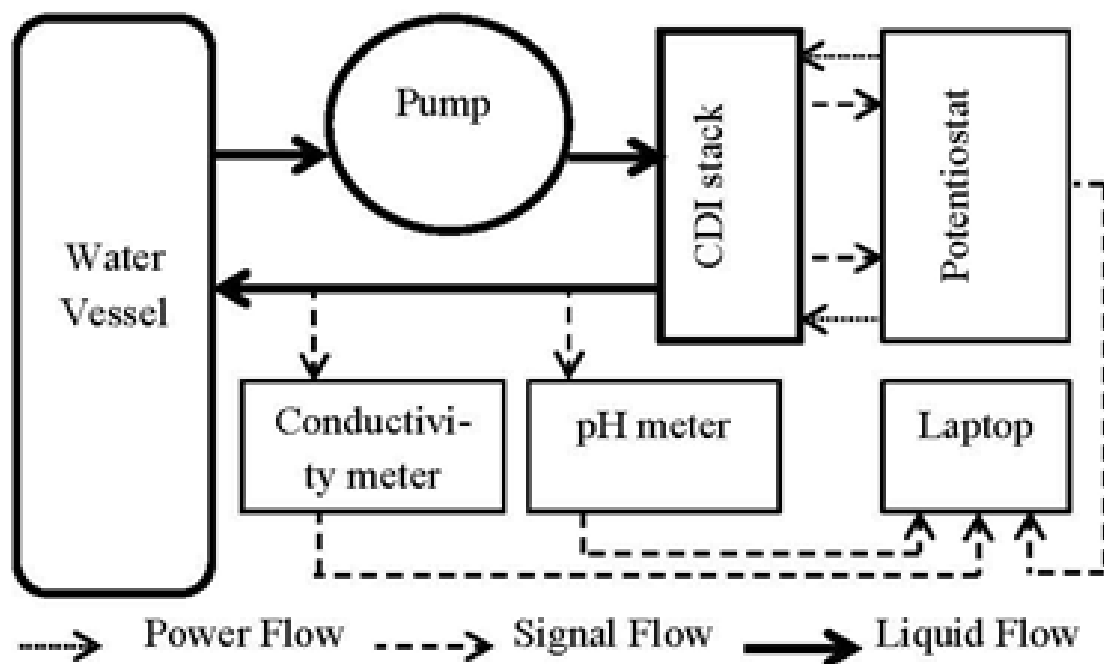 Pump
CDI stack
Potentiostat
Water
Vessel
Conductivi-
ty meter
pH meter
Laptop
Power Flow
Signal Flow
Liquid Flow